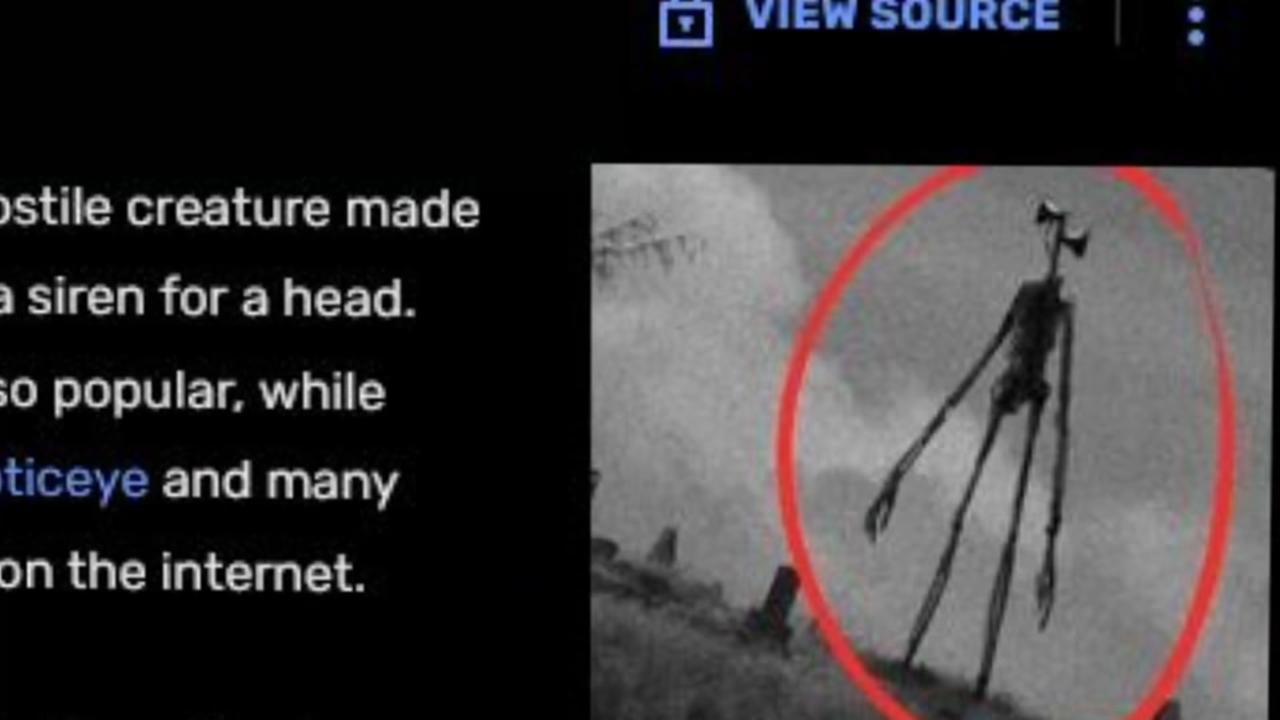 VIEW SOURCE
ostile creature made
a siren for a head.
so popular, while
ticeye and many
on the internet.